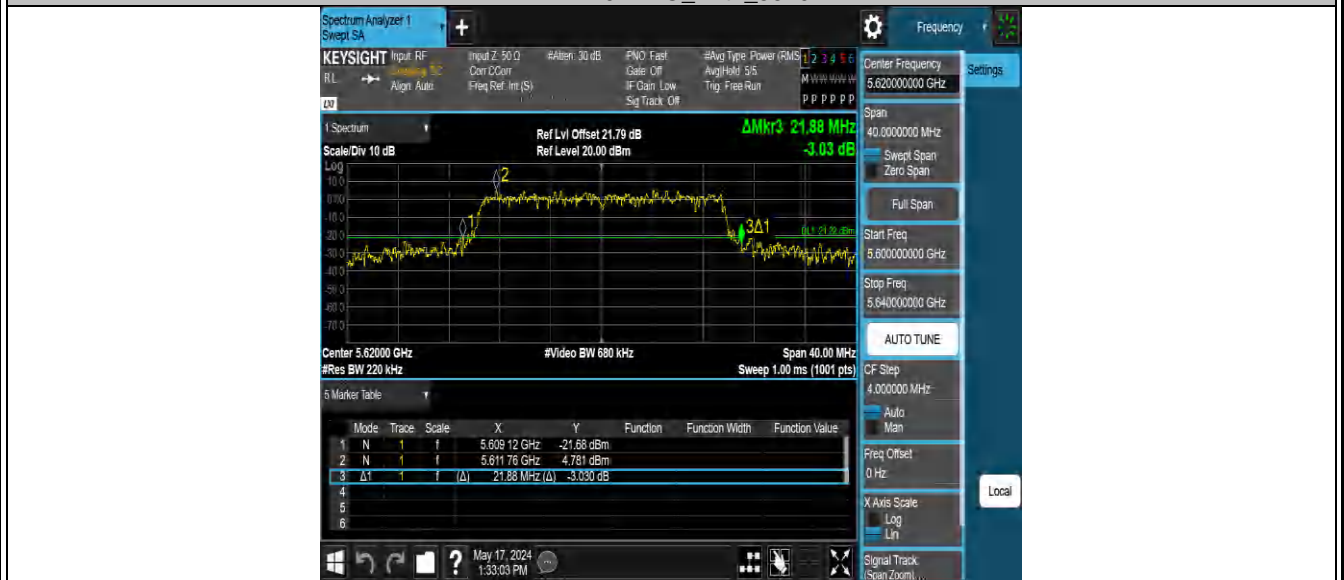 Spectrum Analyzer 1
Swept SA
+
Frequency
KEYSIGHT
Input: RF
Input Z: 50 Ω
#Atten: 30 dB
PNO: Fast
#Avg Type: Power (RMS
1 2 3 4 5 6
RL
Corr CCorr
Gate: Off
Avg|Hold: 5/5
Align: Auto
Freq Ref: Int (S)
IF Gain: Low
Trig: Free Run
Sig Track: Off
P P P P P P
Center Frequency
5.620000000 GHz
Settings
Span
40.0000000 MHz
Swept Span
Zero Span
Full Span
Start Freq
5.600000000 GHz
Stop Freq
5.640000000 GHz
AUTO TUNE
CF Step
4.000000 MHz
Auto
Man
Freq Offset
0 Hz
X Axis Scale
Log
Lin
Signal Track
(Span Zoom)
Local
1 Spectrum
Ref Lvl Offset 21.79 dB
ΔMkr3 21.88 MHz
Scale/Div 10 dB
Ref Level 20.00 dBm
-3.03 dB
Log
2
1
3Δ1
Center 5.62000 GHz
#Video BW 680 kHz
Span 40.00 MHz
#Res BW 220 kHz
Sweep 1.00 ms (1001 pts)
5 Marker Table
Mode Trace Scale X Y Function Function Width Function Value
1 N 1 f 5.609 12 GHz -21.68 dBm
2 N 1 f 5.611 76 GHz 4.781 dBm
3 Δ1 1 f (Δ) 21.88 MHz (Δ) -3.030 dB
4
5
6
?
May 17, 2024
1:33:03 PM